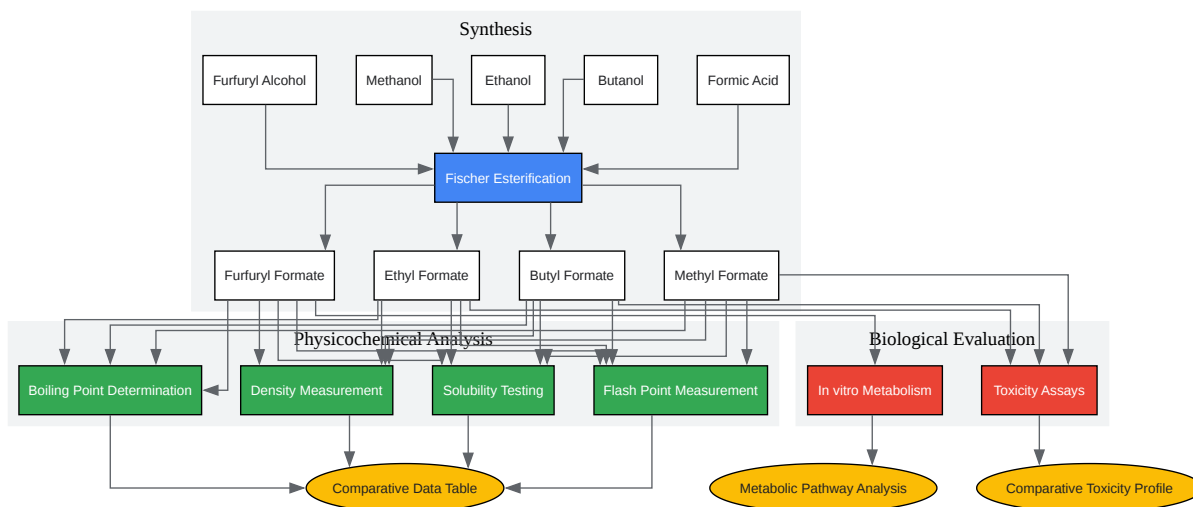 Synthesis
Furfuryl Alcohol
Methanol
Ethanol
Butanol
Formic Acid
Fischer Esterification
Furfuryl Formate
Ethyl Formate
Butyl Formate
Methyl Formate
Physicochemical Analysis
Biological Evaluation
Boiling Point Determination
Density Measurement
Solubility Testing
Flash Point Measurement
In vitro Metabolism
Toxicity Assays
Comparative Data Table
Metabolic Pathway Analysis
Comparative Toxicity Profile